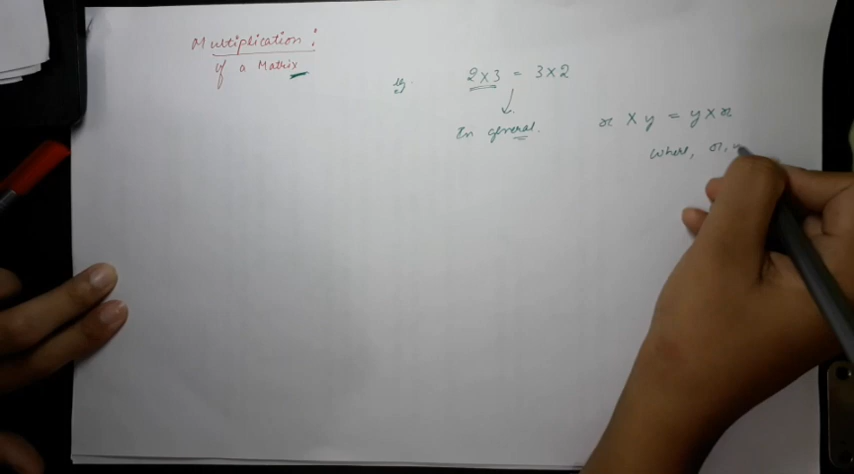 Multiplication :
of a Matrix
eg. 2 x 3 = 3 x 2
In general. x X y = y X x
where, x, y